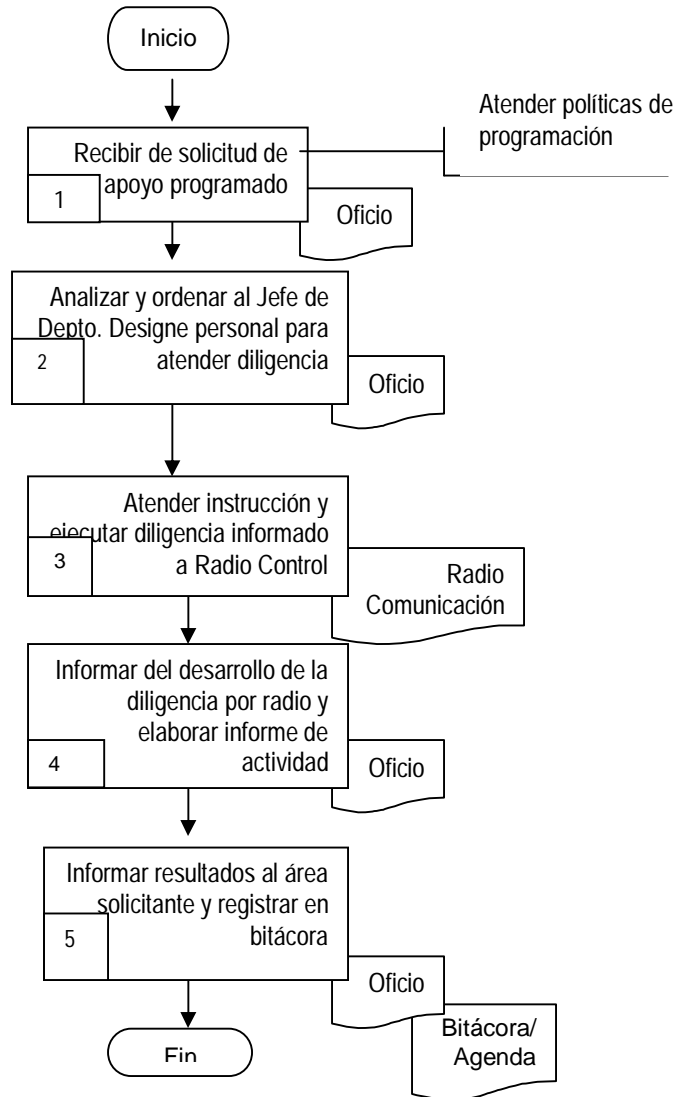 Inicio
Atender políticas de
programación
Recibir de solicitud de
apoyo programado
1
Oficio
Analizar y ordenar al Jefe de
Depto. Designe personal para
atender diligencia
2
Oficio
Atender instrucción y
ejecutar diligencia informado
a Radio Control
3
Radio
Comunicación
Informar del desarrollo de la
diligencia por radio y
elaborar informe de
actividad
4
Oficio
Informar resultados al área
solicitante y registrar en
bitácora
5
Oficio
Bitácora/
Agenda
Fin